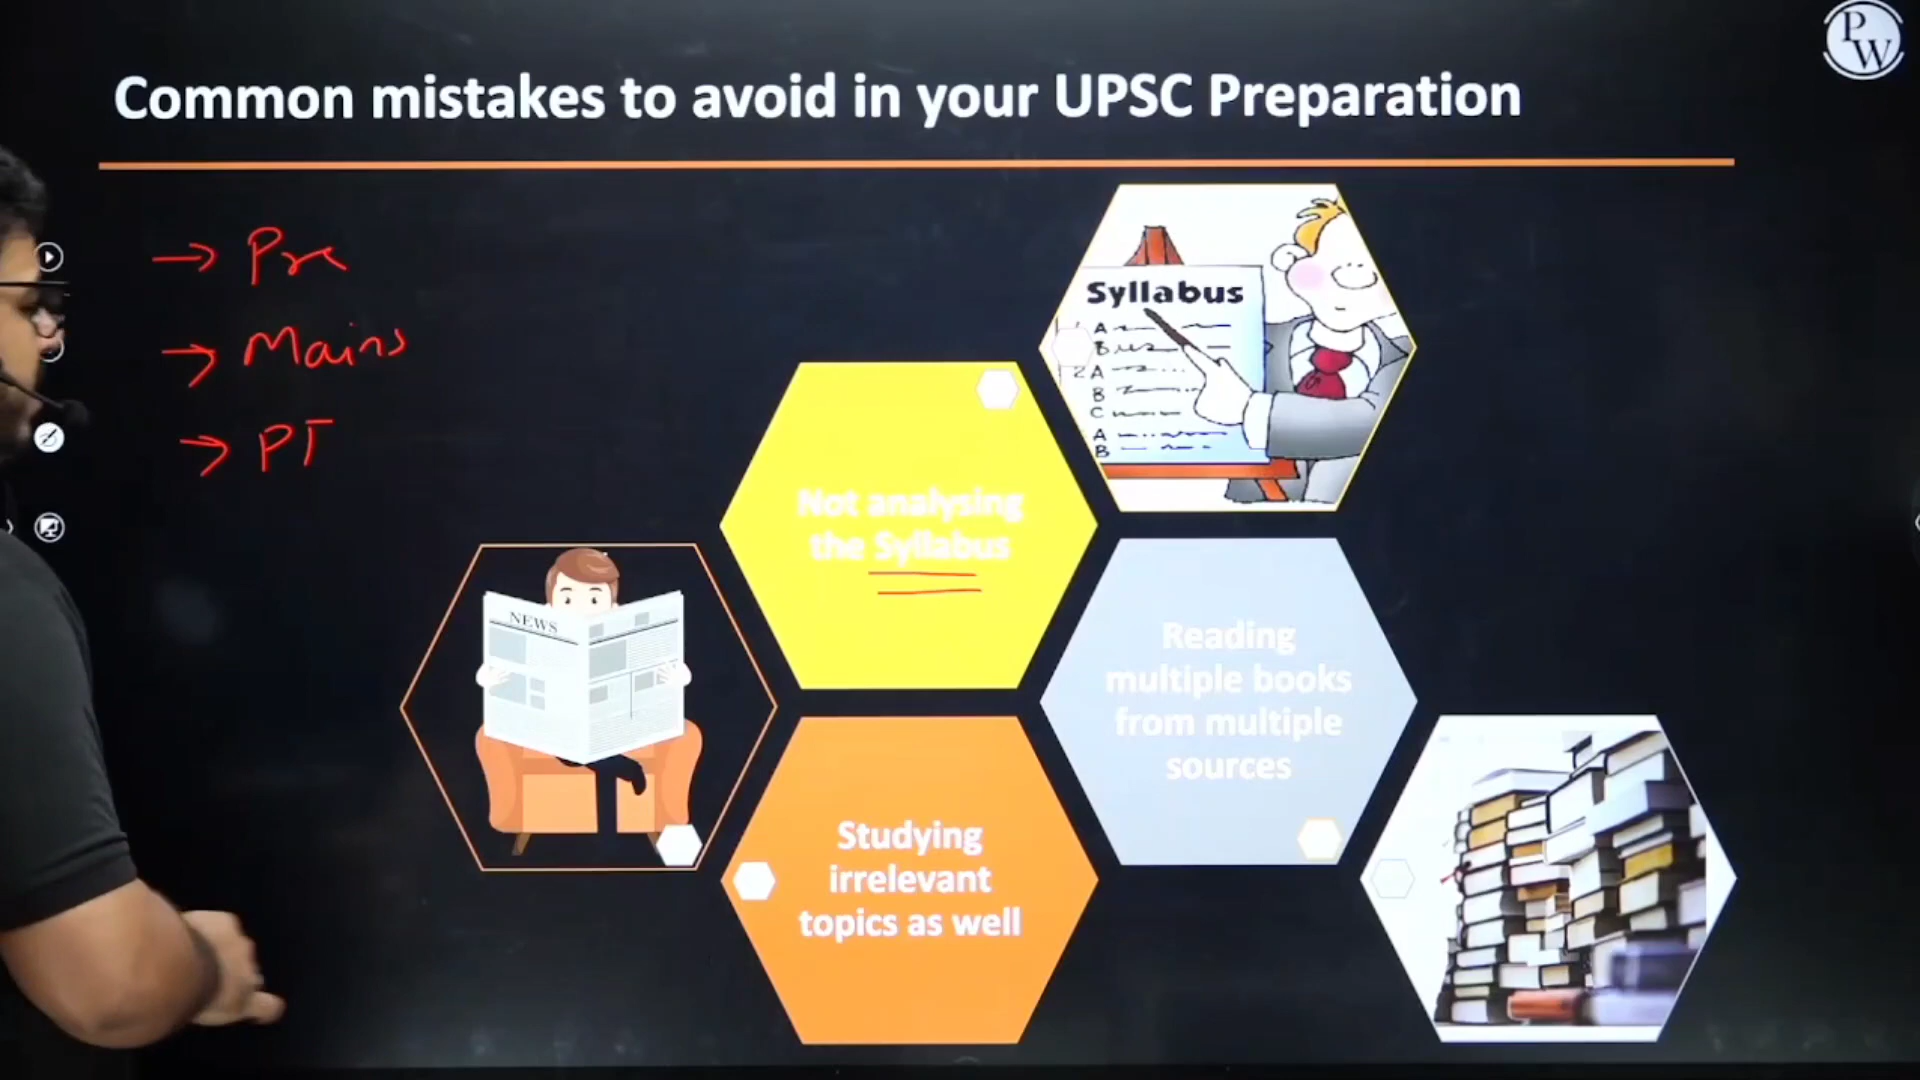 P
W
Common mistakes to avoid in your UPSC Preparation
→ Pre
→ Mains
→ PT
Syllabus
A
B
2 A
B
C
A
B
Not analysing
the Syllabus
NEWS
Reading
multiple books
from multiple
sources
Studying
irrelevant
topics as well